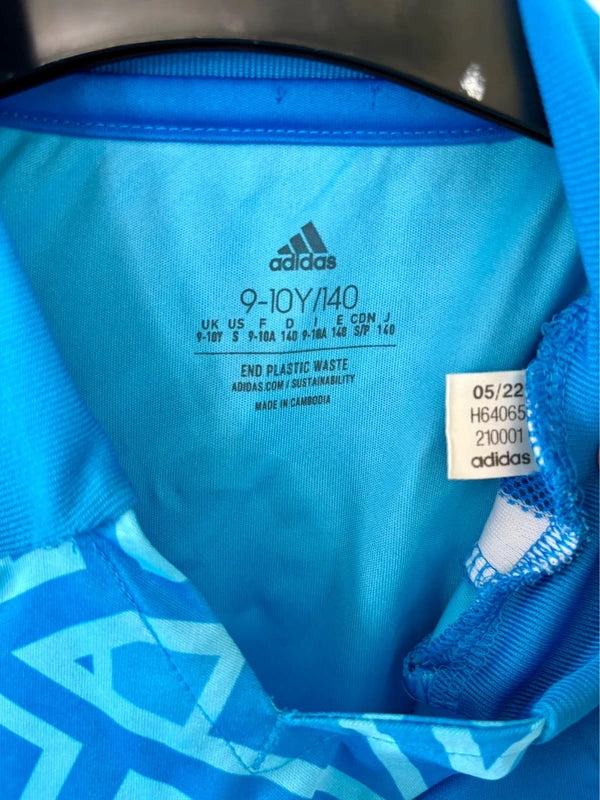 adidas
9-10Y/140
UK US F D I E CDN J
9-10Y S 9-10A 140 9-10A 140 S/P 140
END PLASTIC WASTE
ADIDAS.COM / SUSTAINABILITY
MADE IN CAMBODIA
05/22
H64065
210001
adidas